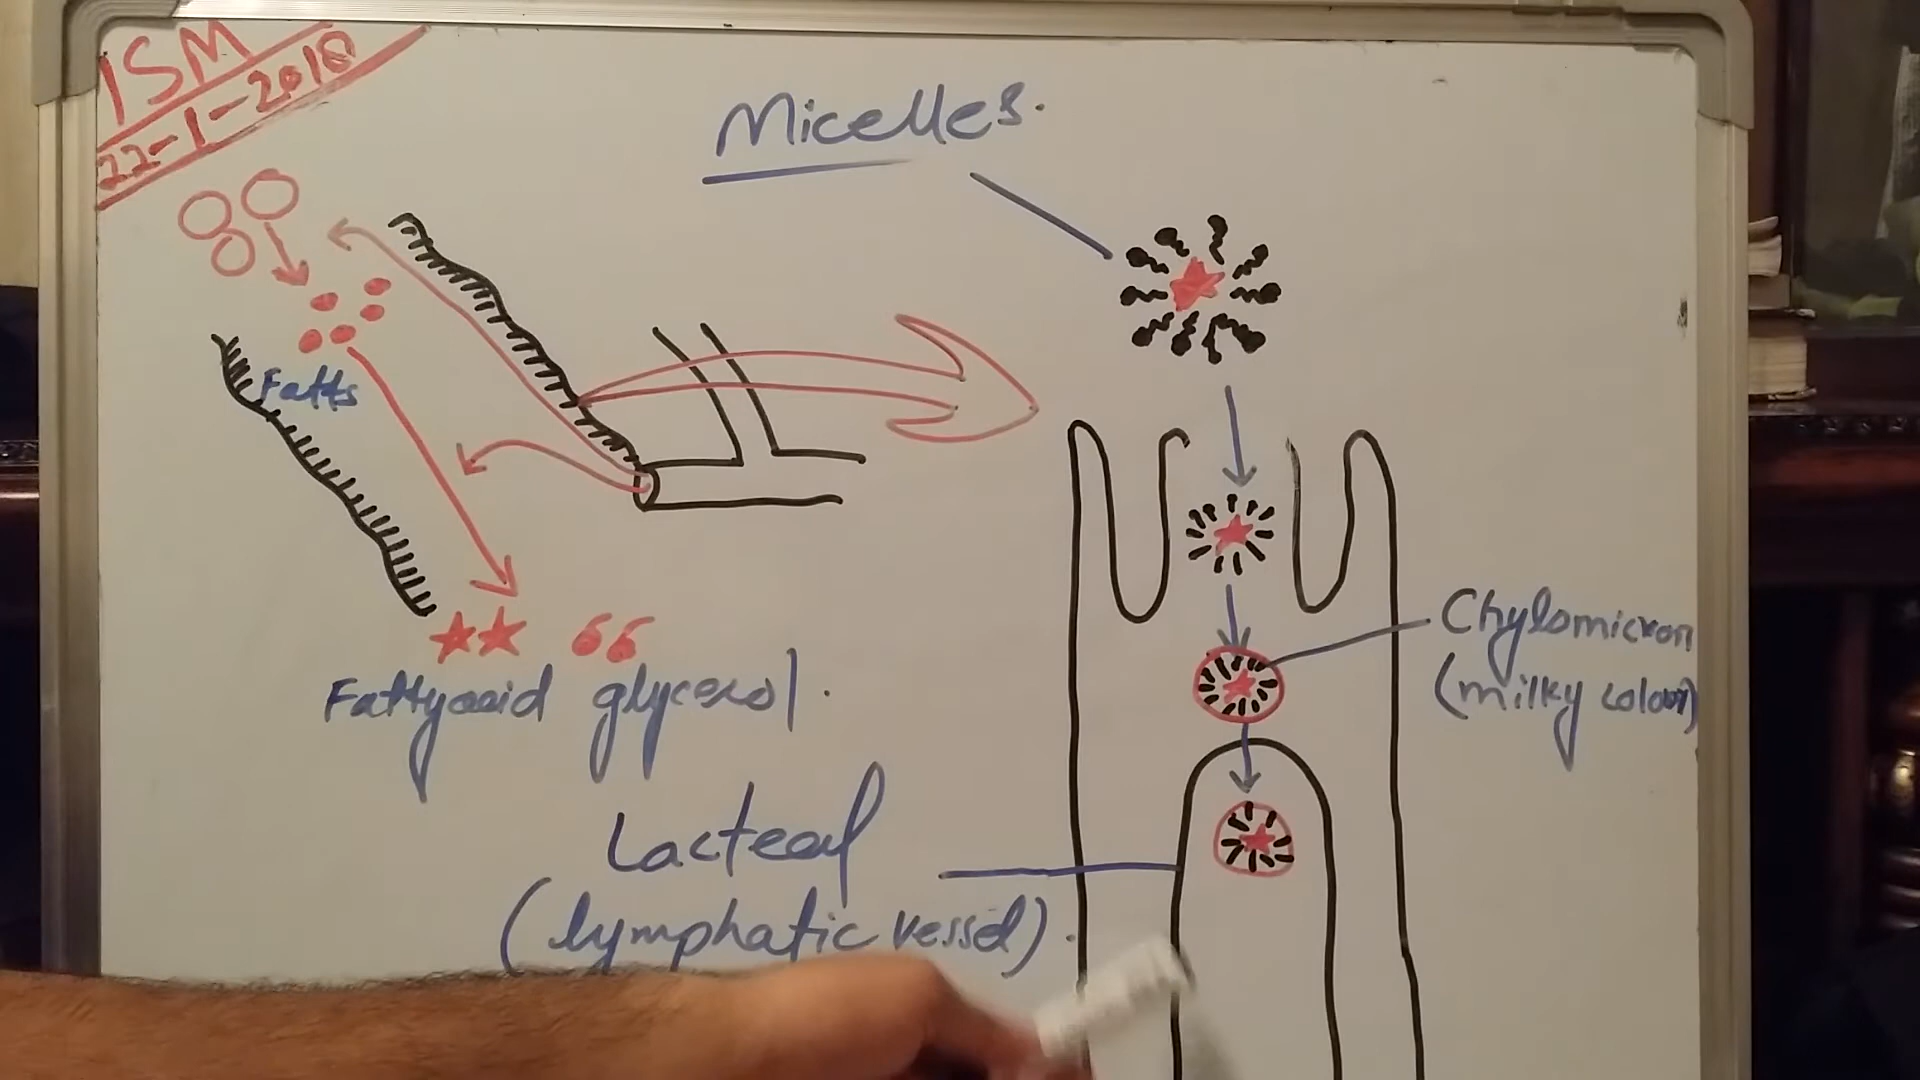 ISM
22-1-2018
Micelles.
Fatts
Fattyacid glycerol.
Chylomicron
(milky colour)
Lacteal
(lymphatic vessel).